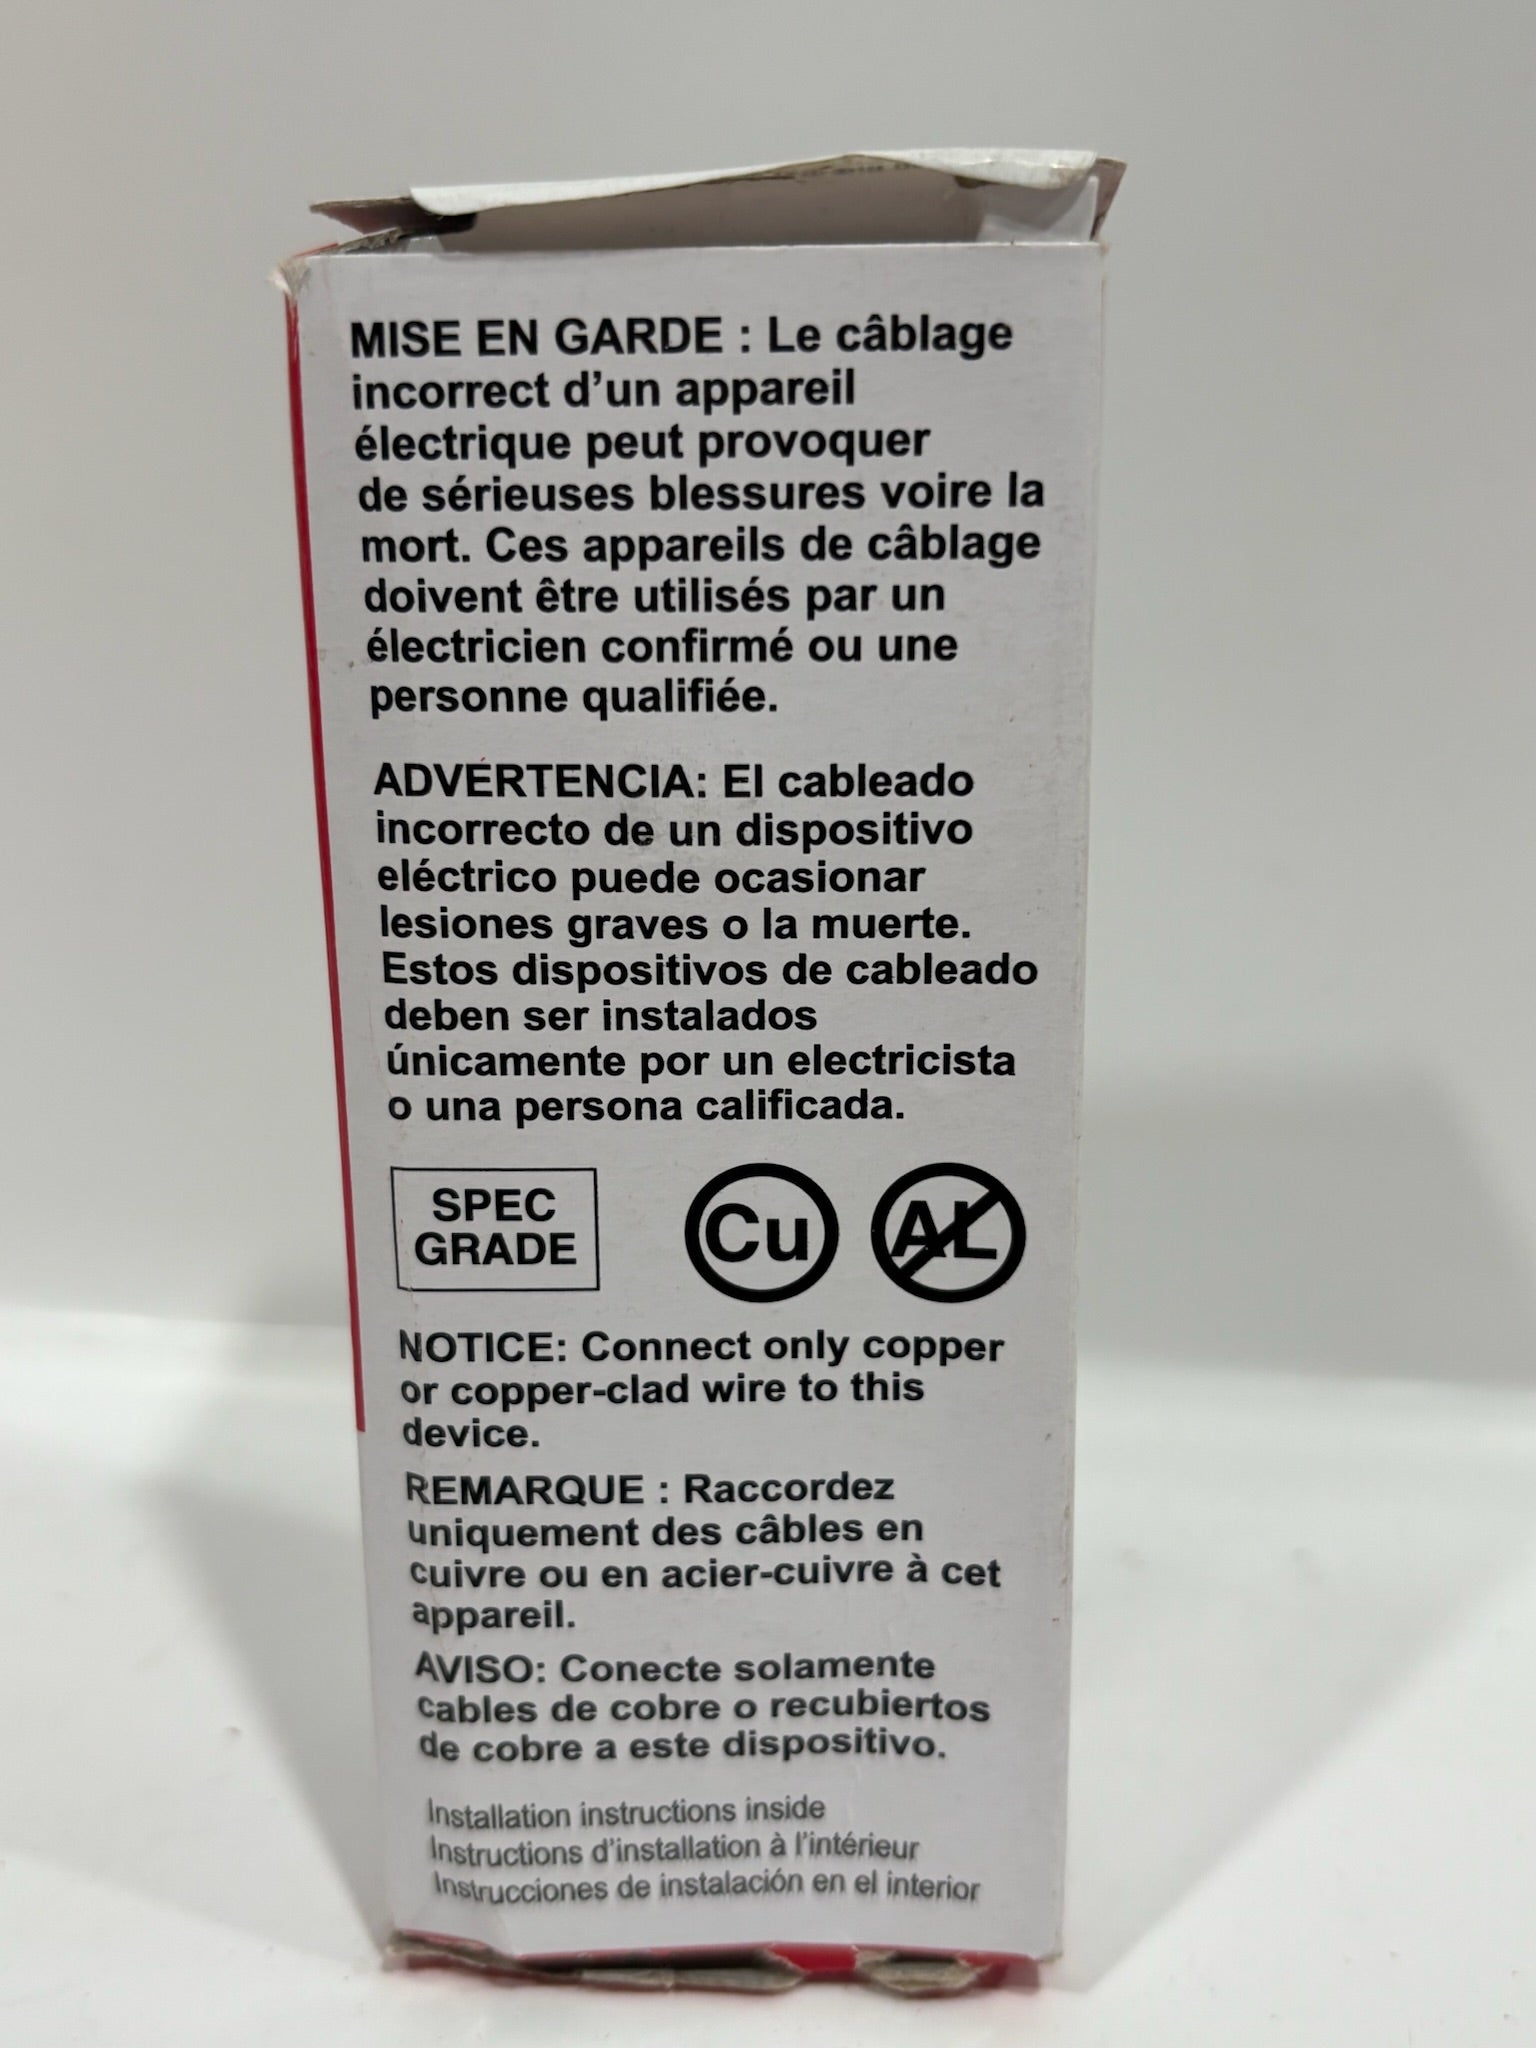 MISE EN GARDE : Le câblage
incorrect d'un appareil
électrique peut provoquer
de sérieuses blessures voire la
mort. Ces appareils de câblage
doivent être utilisés par un
électricien confirmé ou une
personne qualifiée.
ADVERTENCIA: El cableado
incorrecto de un dispositivo
eléctrico puede ocasionar
lesiones graves o la muerte.
Estos dispositivos de cableado
deben ser instalados
únicamente por un electricista
o una persona calificada.
SPEC
GRADE
Cu
AL
NOTICE: Connect only copper
or copper-clad wire to this
device.
REMARQUE : Raccordez
uniquement des câbles en
cuivre ou en acier-cuivre à cet
appareil.
AVISO: Conecte solamente
cables de cobre o recubiertos
de cobre a este dispositivo.
Installation instructions inside
Instructions d'installation à l'intérieur
Instrucciones de instalación en el interior